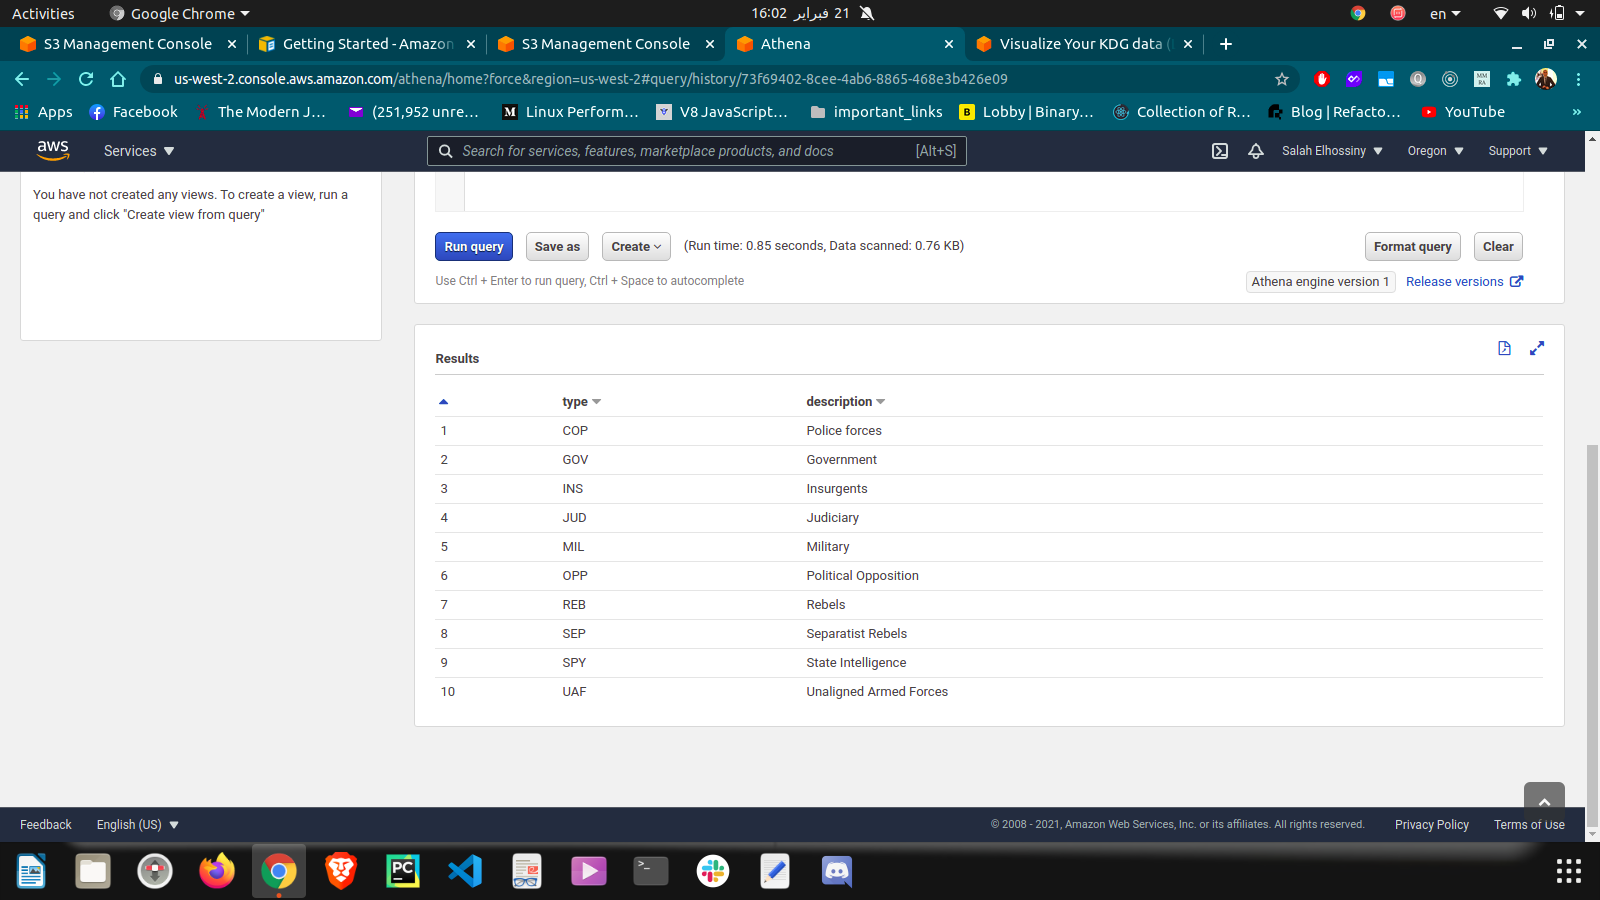 Activities Google Chrome 21 فبراير 16:02 en
S3 Management Console Getting Started - Amazon S3 Management Console Athena Visualize Your KDG data (
us-west-2.console.aws.amazon.com/athena/home?force&region=us-west-2#query/history/73f69402-8cee-4ab6-8865-468e3b426e09
Apps Facebook The Modern J... (251,952 unre... Linux Perform... V8 JavaScript... important_links Lobby | Binary... Collection of R... Blog | Refacto... YouTube »
aws Services Search for services, features, marketplace products, and docs [Alt+S] Salah Elhossiny Oregon Support
You have not created any views. To create a view, run a
query and click "Create view from query"
Run query Save as Create (Run time: 0.85 seconds, Data scanned: 0.76 KB) Format query Clear
Use Ctrl + Enter to run query, Ctrl + Space to autocomplete Athena engine version 1 Release versions
Results
type description
1 COP Police forces
2 GOV Government
3 INS Insurgents
4 JUD Judiciary
5 MIL Military
6 OPP Political Opposition
7 REB Rebels
8 SEP Separatist Rebels
9 SPY State Intelligence
10 UAF Unaligned Armed Forces
Feedback English (US) © 2008 - 2021, Amazon Web Services, Inc. or its affiliates. All rights reserved. Privacy Policy Terms of Use